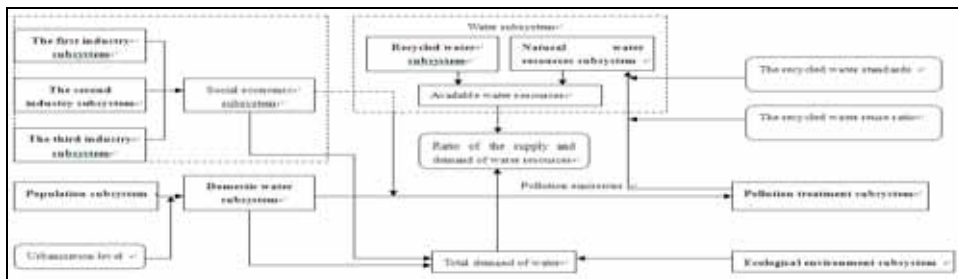 Water subsystem
The first industry
subsystem
Recycled water
subsystem
Natural water
resources subsystem
The recycled water standards
The second
industry subsystem
Social economics
subsystem
Available water resources
The recycled water reuse ratio
The third industry
subsystem
Ratio of the supply and
demand of water resources
Population subsystem
Domestic water
subsystem
Pollution emissions
Pollution treatment subsystem
Urbanization level
Total demand of water
Ecological environment subsystem